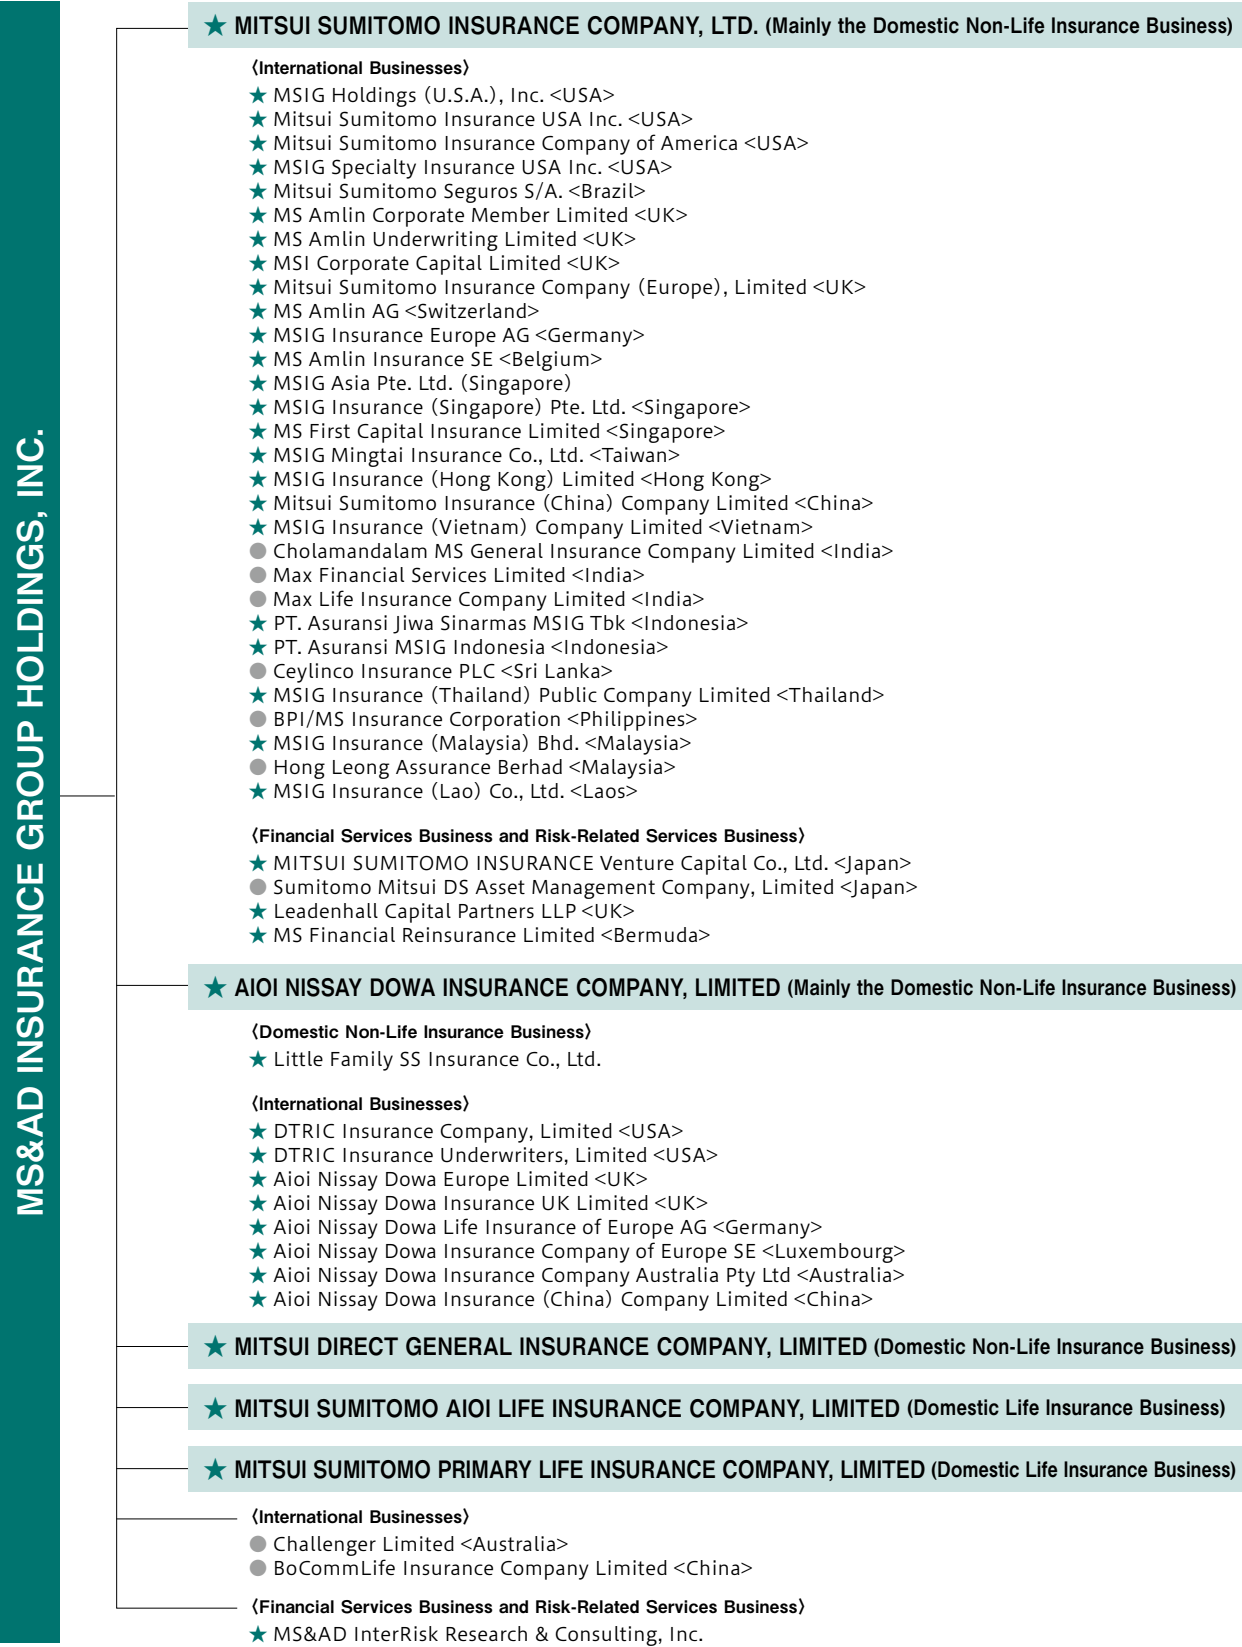 MS&AD INSURANCE GROUP HOLDINGS, INC.
★ MITSUI SUMITOMO INSURANCE COMPANY, LTD. (Mainly the Domestic Non-Life Insurance Business)
〈International Businesses〉
★ MSIG Holdings (U.S.A.), Inc. <USA>
★ Mitsui Sumitomo Insurance USA Inc. <USA>
★ Mitsui Sumitomo Insurance Company of America <USA>
★ MSIG Specialty Insurance USA Inc. <USA>
★ Mitsui Sumitomo Seguros S/A. <Brazil>
★ MS Amlin Corporate Member Limited <UK>
★ MS Amlin Underwriting Limited <UK>
★ MSI Corporate Capital Limited <UK>
★ Mitsui Sumitomo Insurance Company (Europe), Limited <UK>
★ MS Amlin AG <Switzerland>
★ MSIG Insurance Europe AG <Germany>
★ MS Amlin Insurance SE <Belgium>
★ MSIG Asia Pte. Ltd. (Singapore)
★ MSIG Insurance (Singapore) Pte. Ltd. <Singapore>
★ MS First Capital Insurance Limited <Singapore>
★ MSIG Mingtai Insurance Co., Ltd. <Taiwan>
★ MSIG Insurance (Hong Kong) Limited <Hong Kong>
★ Mitsui Sumitomo Insurance (China) Company Limited <China>
★ MSIG Insurance (Vietnam) Company Limited <Vietnam>
● Cholamandalam MS General Insurance Company Limited <India>
● Max Financial Services Limited <India>
● Max Life Insurance Company Limited <India>
★ PT. Asuransi Jiwa Sinarmas MSIG Tbk <Indonesia>
★ PT. Asuransi MSIG Indonesia <Indonesia>
● Ceylinco Insurance PLC <Sri Lanka>
★ MSIG Insurance (Thailand) Public Company Limited <Thailand>
● BPI/MS Insurance Corporation <Philippines>
★ MSIG Insurance (Malaysia) Bhd. <Malaysia>
● Hong Leong Assurance Berhad <Malaysia>
★ MSIG Insurance (Lao) Co., Ltd. <Laos>
〈Financial Services Business and Risk-Related Services Business〉
★ MITSUI SUMITOMO INSURANCE Venture Capital Co., Ltd. <Japan>
● Sumitomo Mitsui DS Asset Management Company, Limited <Japan>
★ Leadenhall Capital Partners LLP <UK>
★ MS Financial Reinsurance Limited <Bermuda>
★ AIOI NISSAY DOWA INSURANCE COMPANY, LIMITED (Mainly the Domestic Non-Life Insurance Business)
〈Domestic Non-Life Insurance Business〉
★ Little Family SS Insurance Co., Ltd.
〈International Businesses〉
★ DTRIC Insurance Company, Limited <USA>
★ DTRIC Insurance Underwriters, Limited <USA>
★ Aioi Nissay Dowa Europe Limited <UK>
★ Aioi Nissay Dowa Insurance UK Limited <UK>
★ Aioi Nissay Dowa Life Insurance of Europe AG <Germany>
★ Aioi Nissay Dowa Insurance Company of Europe SE <Luxembourg>
★ Aioi Nissay Dowa Insurance Company Australia Pty Ltd <Australia>
★ Aioi Nissay Dowa Insurance (China) Company Limited <China>
★ MITSUI DIRECT GENERAL INSURANCE COMPANY, LIMITED (Domestic Non-Life Insurance Business)
★ MITSUI SUMITOMO AIOI LIFE INSURANCE COMPANY, LIMITED (Domestic Life Insurance Business)
★ MITSUI SUMITOMO PRIMARY LIFE INSURANCE COMPANY, LIMITED (Domestic Life Insurance Business)
〈International Businesses〉
● Challenger Limited <Australia>
● BoCommLife Insurance Company Limited <China>
〈Financial Services Business and Risk-Related Services Business〉
★ MS&AD InterRisk Research & Consulting, Inc.